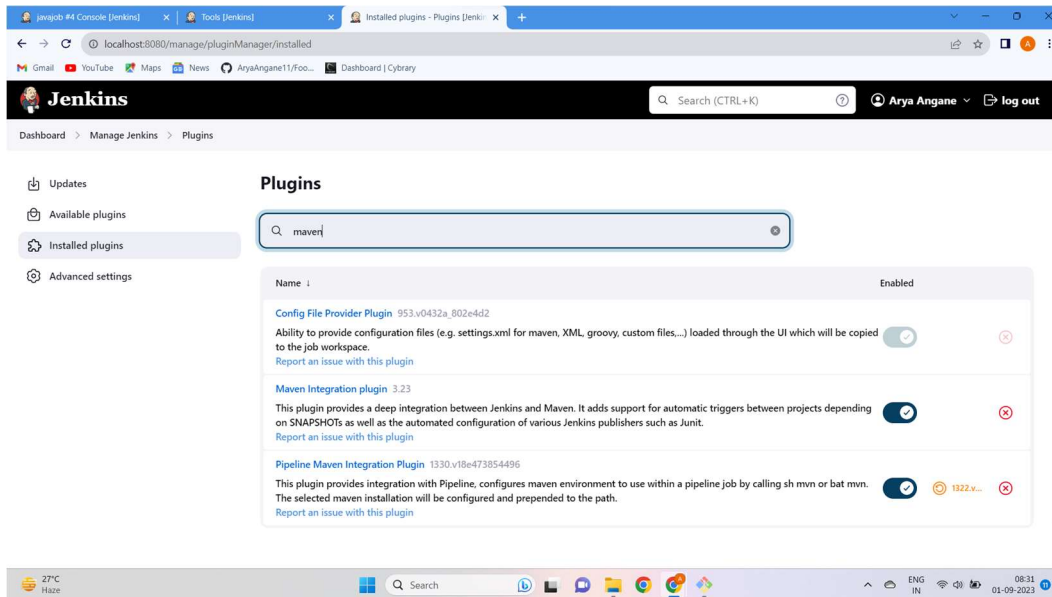 javajob #4 Console [Jenkins]
Tools [Jenkins]
Installed plugins - Plugins [Jenkin
localhost:8080/manage/pluginManager/installed
Gmail
YouTube
Maps
News
AryaAngane11/Foo...
Dashboard | Cybrary
Jenkins
Search (CTRL+K)
Arya Angane
log out
Dashboard > Manage Jenkins > Plugins
Updates
Available plugins
Installed plugins
Advanced settings
Plugins
maven
Name ↓
Enabled
Config File Provider Plugin 953.v0432a_802e4d2
Ability to provide configuration files (e.g. settings.xml for maven, XML, groovy, custom files,...) loaded through the UI which will be copied
to the job workspace.
Report an issue with this plugin
Maven Integration plugin 3.23
This plugin provides a deep integration between Jenkins and Maven. It adds support for automatic triggers between projects depending
on SNAPSHOTs as well as the automated configuration of various Jenkins publishers such as Junit.
Report an issue with this plugin
Pipeline Maven Integration Plugin 1330.v18e473854496
This plugin provides integration with Pipeline, configures maven environment to use within a pipeline job by calling sh mvn or bat mvn.
The selected maven installation will be configured and prepended to the path.
1322.v...
Report an issue with this plugin
27°C
Haze
Search
ENG
IN
08:31
01-09-2023
11